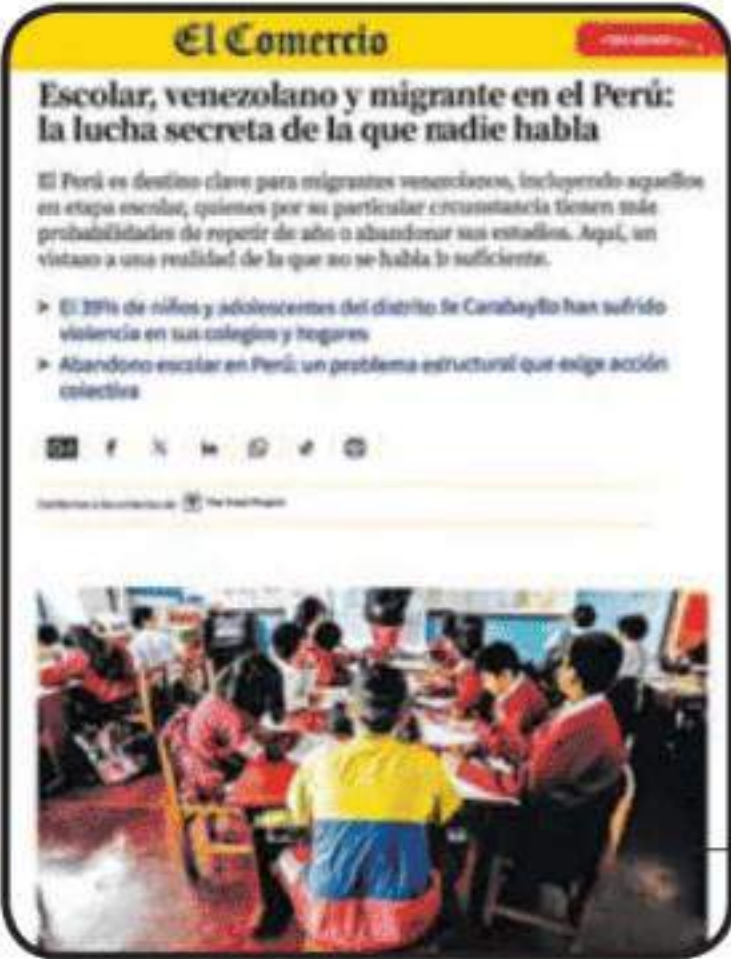 El Comercio
Escolar, venezolano y migrante en el Perú:
la lucha secreta de la que nadie habla
El Perú es destino clave para migrantes venezolanos, incluyendo aquellos
en etapa escolar, quienes por su particular circunstancia tienen más
probabilidades de repetir de año o abandonar sus estudios. Aquí, un
vistazo a una realidad de la que no se habla lo suficiente.
El 39% de niños y adolescentes del distrito de Carabayllo han sufrido
violencia en sus colegios y hogares
Abandono escolar en Perú: un problema estructural que exige acción
colectiva